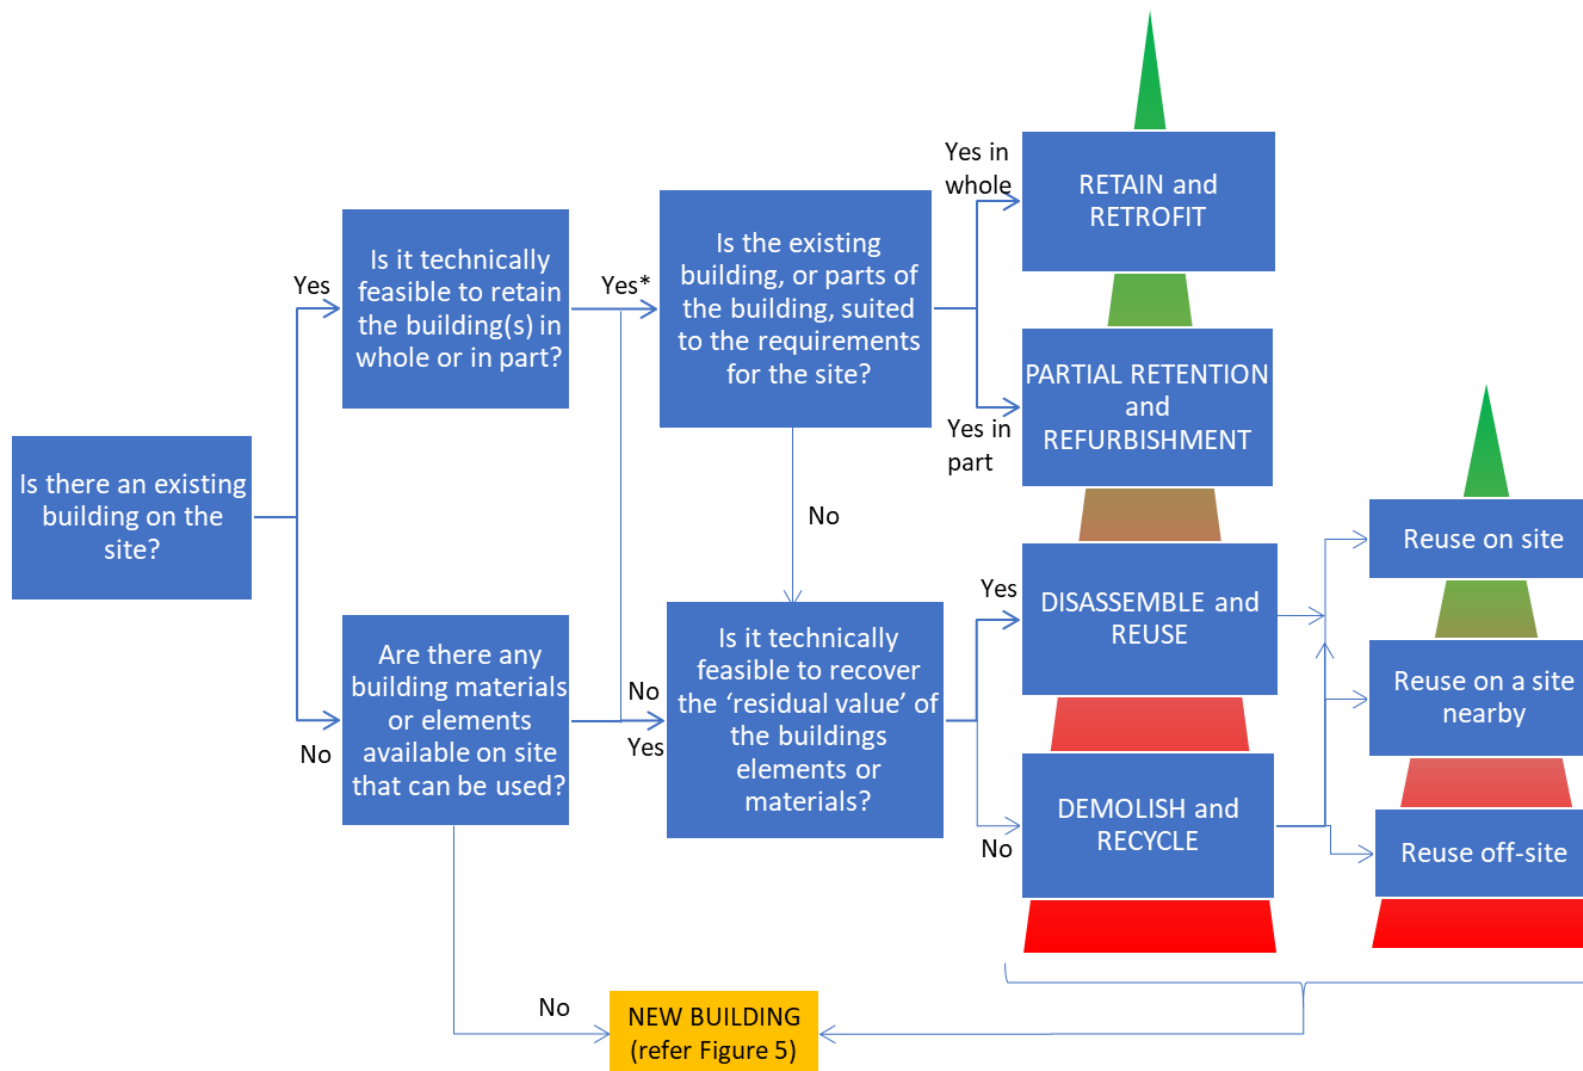 Is there an existing
building on the
site?
Yes
No
Is it technically
feasible to retain
the building(s) in
whole or in part?
Are there any
building materials
or elements
available on site
that can be used?
Yes*
No
Yes
Is the existing
building, or parts of
the building, suited
to the requirements
for the site?
No
Is it technically
feasible to recover
the ‘residual value’ of
the buildings
elements or
materials?
Yes in
whole
Yes in
part
Yes
No
RETAIN and
RETROFIT
PARTIAL RETENTION
and
REFURBISHMENT
DISASSEMBLE and
REUSE
DEMOLISH and
RECYCLE
Reuse on site
Reuse on a site
nearby
Reuse off-site
No
NEW BUILDING
(refer Figure 5)